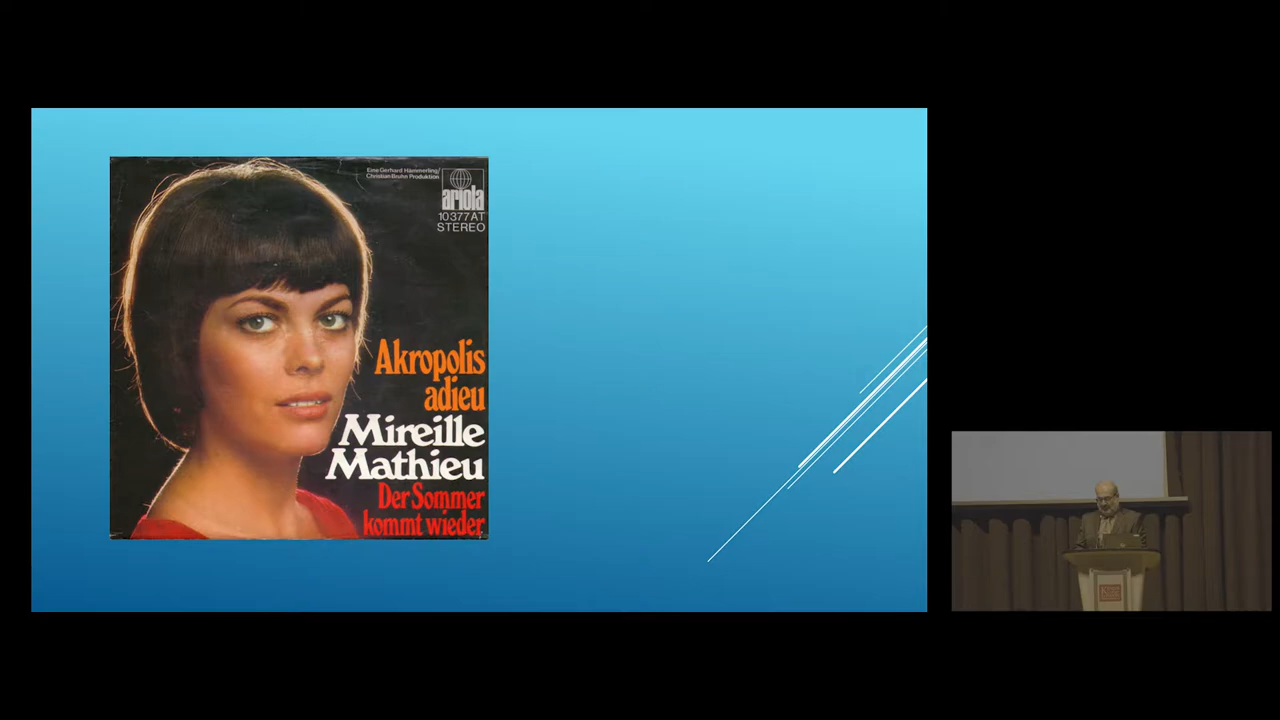 Eine Gerhard Hämmerling/
Christian Bruhn Produktion
ariola
10 377 AT
STEREO
Akropolis
adieu
Mireille
Mathieu
Der Sommer
kommt wieder